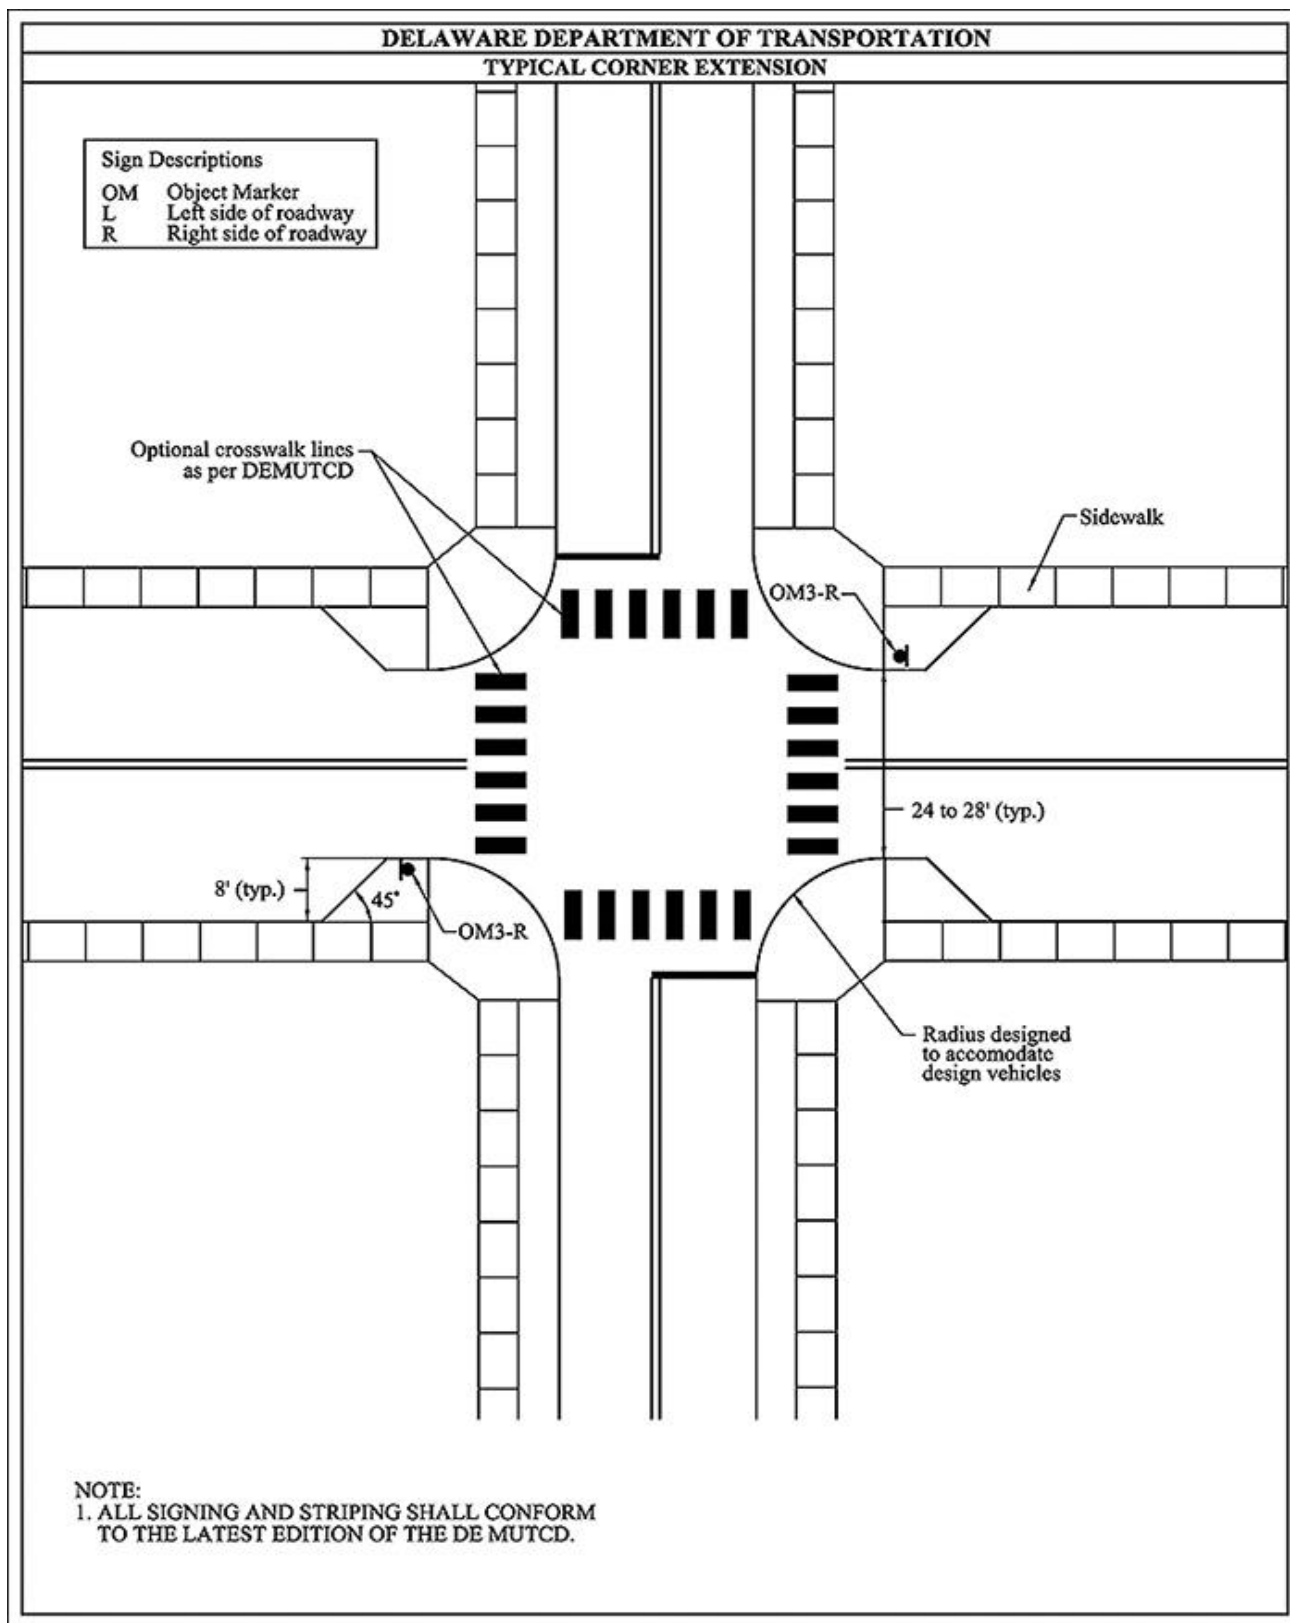 DELAWARE DEPARTMENT OF TRANSPORTATION
TYPICAL CORNER EXTENSION
Sign Descriptions
OM Object Marker
L Left side of roadway
R Right side of roadway
Optional crosswalk lines
as per DEMUTCD
Sidewalk
OM3-R
24 to 28' (typ.)
8' (typ.)
45°
OM3-R
Radius designed
to accomodate
design vehicles
NOTE:
1. ALL SIGNING AND STRIPING SHALL CONFORM
TO THE LATEST EDITION OF THE DE MUTCD.